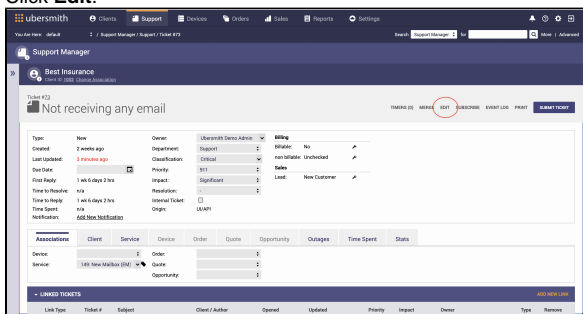 Click Edit.
ubersmith Clients Support Devices Orders Sales Reports Settings
You Are Here: default / Support Manager / Support / Ticket #73 Search Support Manager for More | Advanced
Support Manager
Best Insurance
Client ID: 1003 Change Association
Ticket #73
Not receiving any email
TIMERS (0) MERGE EDIT SUBSCRIBE EVENT LOG PRINT SUBMIT TICKET
Type: New Owner: Ubersmith Demo Admin Billing
Created: 2 weeks ago Department: Support Billable: No
Last Updated: 3 minutes ago Classification: Critical non billable: Unchecked
Due Date: Priority: 911 Sales
First Reply: 1 wk 6 days 2 hrs Impact: Significant Lead: New Customer
Time to Resolve: n/a Resolution: -
Time to Reply: 1 wk 6 days 2 hrs Internal Ticket:
Time Spent: n/a Origin: UI/API
Notification: Add New Notification
Associations Client Service Device Order Quote Opportunity Outages Time Spent Stats
Device: Order:
Service: 149: New Mailbox (EM) Quote:
Opportunity:
LINKED TICKETS ADD NEW LINK
Link Type Ticket # Subject Client / Author Opened Updated Priority Impact Owner Type Remove